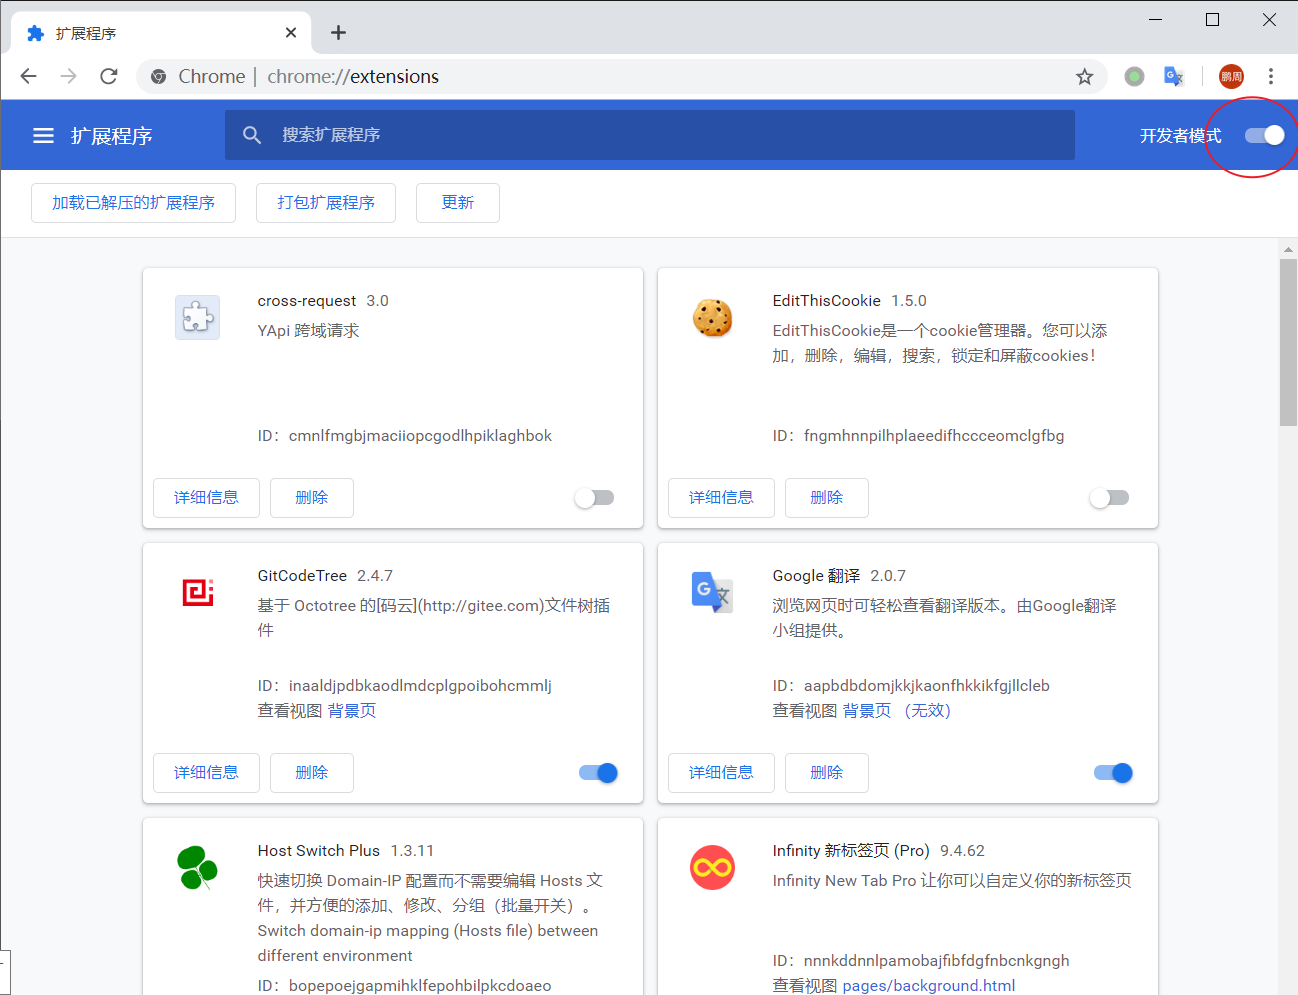 扩展程序
Chrome | chrome://extensions
鹏周
扩展程序
搜索扩展程序
开发者模式
加载已解压的扩展程序
打包扩展程序
更新
cross-request 3.0
YApi 跨域请求
ID：cmnlfmgbjmaciiopcgodlhpiklaghbok
详细信息
删除
EditThisCookie 1.5.0
EditThisCookie是一个cookie管理器。您可以添
加，删除，编辑，搜索，锁定和屏蔽cookies！
ID：fngmhnnpilhplaeedifhccceomclgfbg
详细信息
删除
GitCodeTree 2.4.7
基于 Octotree 的[码云](http://gitee.com)文件树插
件
ID：inaaldjpdbkaodlmdcplgpoibohcmmlj
查看视图 背景页
详细信息
删除
Google 翻译 2.0.7
浏览网页时可轻松查看翻译版本。由Google翻译
小组提供。
ID：aapbdbdomjkkjkaonfhkkikfgjllcleb
查看视图 背景页 （无效）
详细信息
删除
Host Switch Plus 1.3.11
快速切换 Domain-IP 配置而不需要编辑 Hosts 文
件，并方便的添加、修改、分组（批量开关）。
Switch domain-ip mapping (Hosts file) between
different environment
ID：bopepoejgapmihklfepohbilpkcdoaeo
Infinity 新标签页 (Pro) 9.4.62
Infinity New Tab Pro 让你可以自定义你的新标签页
ID：nnnkddnnlpamobajfibfdgfnbcnkgngh
查看视图 pages/background.html